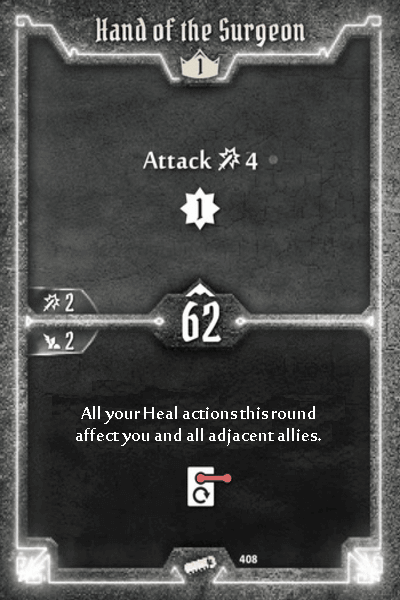 Hand of the Surgeon
1
Attack 4
1
2
62
2
All your Heal actions this round
affect you and all adjacent allies.
408